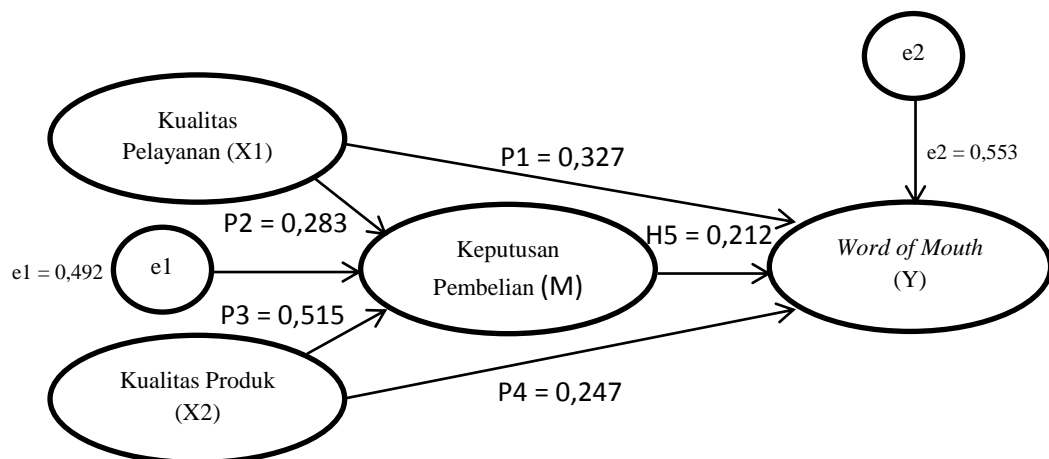 e2
Kualitas
Pelayanan (X1)
P1 = 0,327
e2 = 0,553
P2 = 0,283
H5 = 0,212
Keputusan
Pembelian (M)
Word of Mouth
(Y)
e1 = 0,492
e1
P3 = 0,515
Kualitas Produk
(X2)
P4 = 0,247